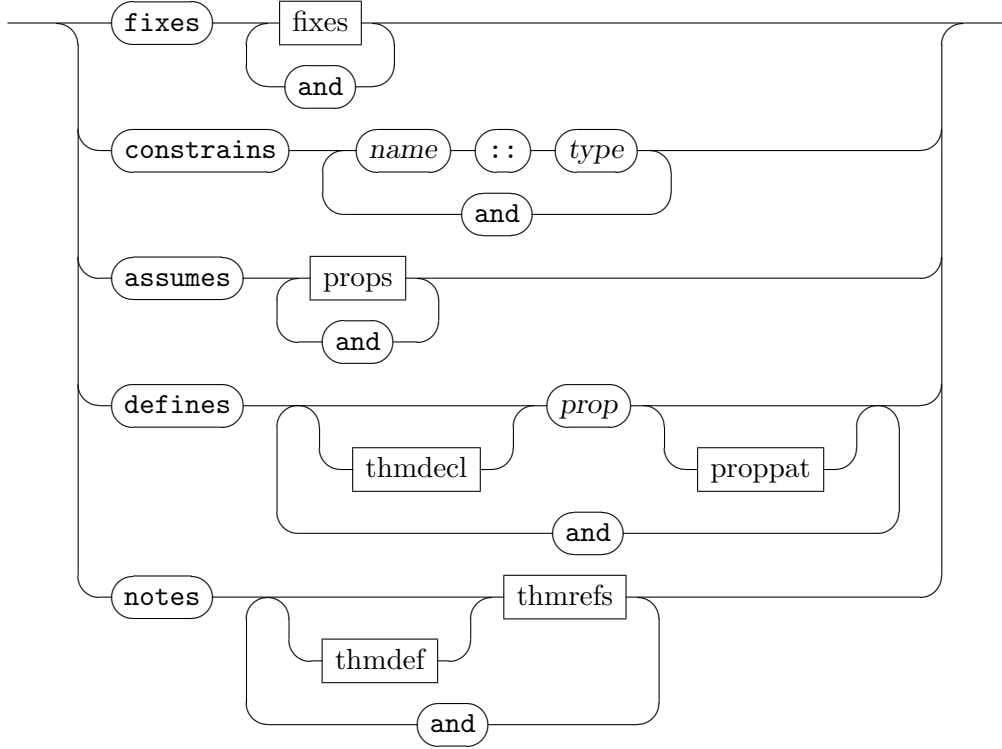 fixes fixes
and
constrains name :: type
and
assumes props
and
defines prop
thmdecl proppat
and
notes thmrefs
thmdef
and